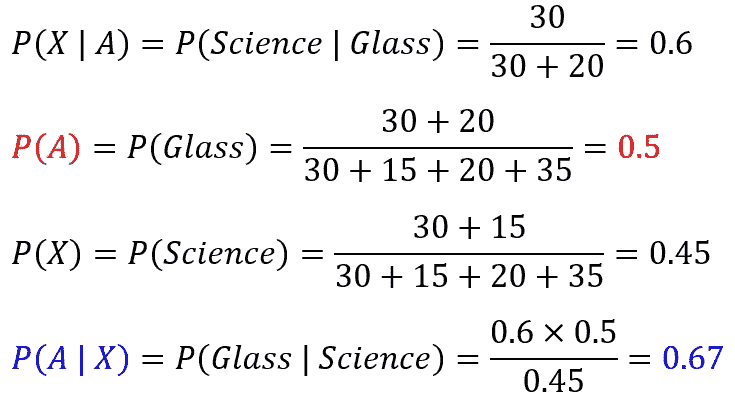 P(X | A) = P(Science | Glass) = 30 / 30 + 20 = 0.6
P(A) = P(Glass) = 30 + 20 / 30 + 15 + 20 + 35 = 0.5
P(X) = P(Science) = 30 + 15 / 30 + 15 + 20 + 35 = 0.45
P(A | X) = P(Glass | Science) = 0.6 × 0.5 / 0.45 = 0.67